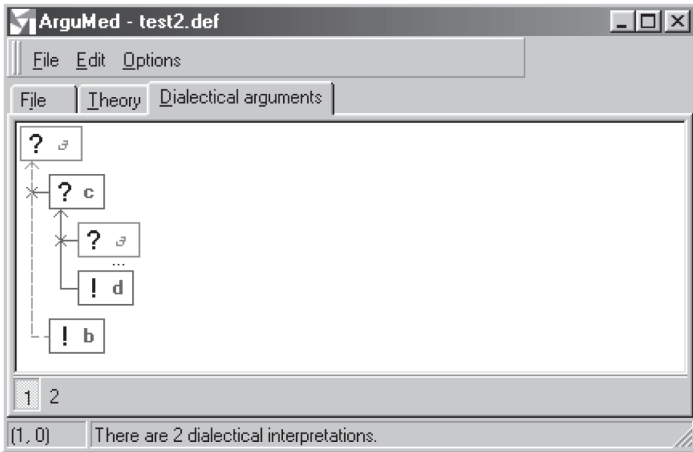 ArguMed - test2.def
File Edit Options
File Theory Dialectical arguments
? a
? c
? a
...
! d
! b
1 2
(1, 0) There are 2 dialectical interpretations.